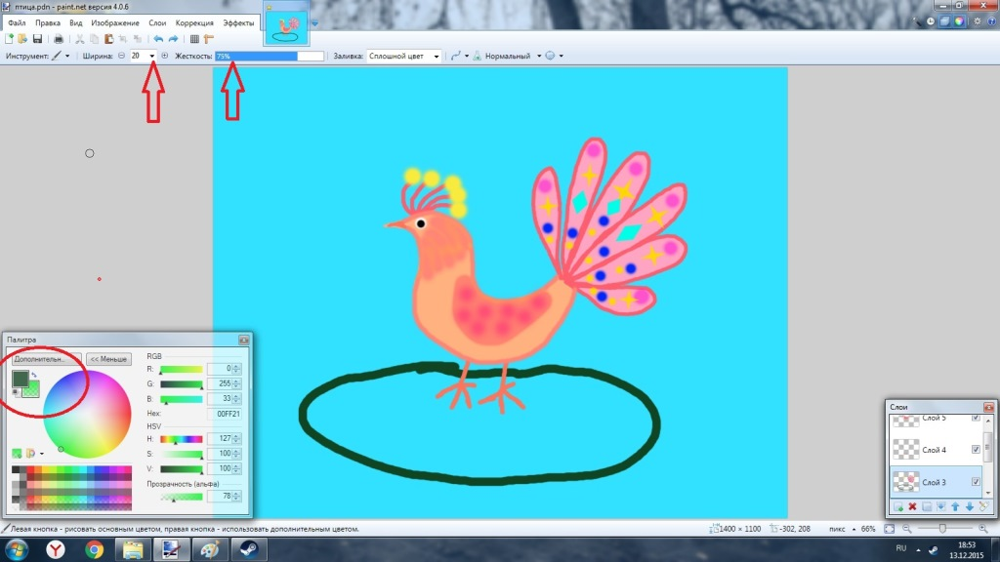 птица.pdn - paint.net версия 4.0.6
Файл Правка Вид Изображение Слои Коррекция Эффекты
Инструмент: Ширина: 20 Жесткость: 75% Заливка: Сплошной цвет Нормальный
Палитра
Дополнительн... << Меньше
RGB
R: 0
G: 255
B: 33
Hex: 00FF21
HSV
H: 127
S: 100
V: 100
Прозрачность (альфа)
78
Слои
Слой 5
Слой 4
Слой 3
Левая кнопка - рисовать основным цветом, правая кнопка - использовать дополнительным цветом.
1400 × 1100 -302, 208 пикс 66%
RU 18:53
13.12.2015